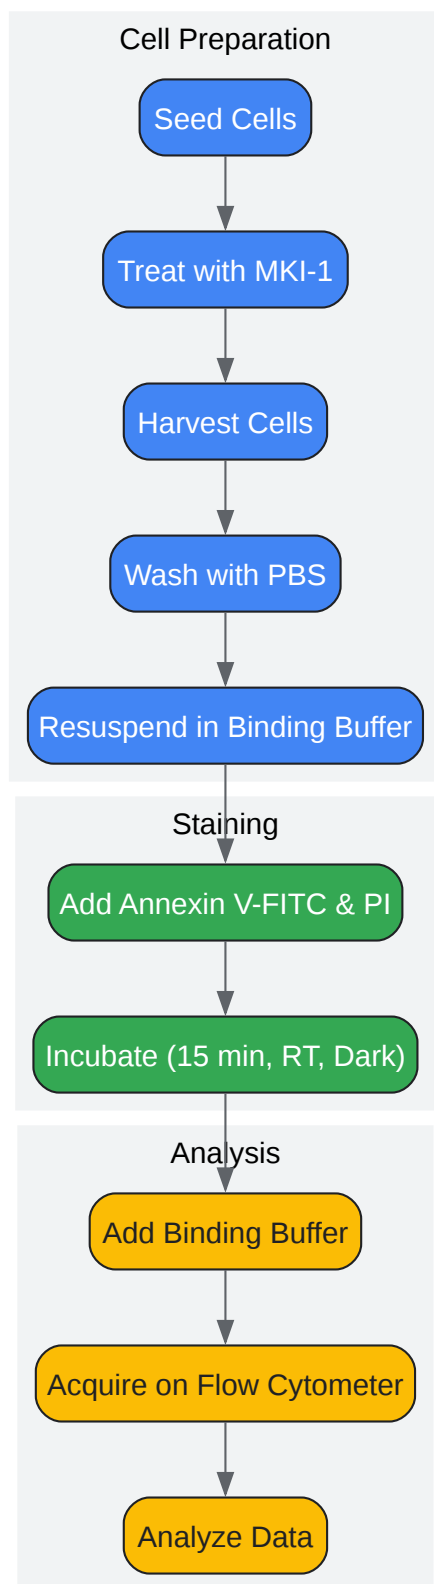 Cell Preparation
Seed Cells
Treat with MKI-1
Harvest Cells
Wash with PBS
Resuspend in Binding Buffer
Staining
Add Annexin V-FITC & PI
Incubate (15 min, RT, Dark)
Analysis
Add Binding Buffer
Acquire on Flow Cytometer
Analyze Data